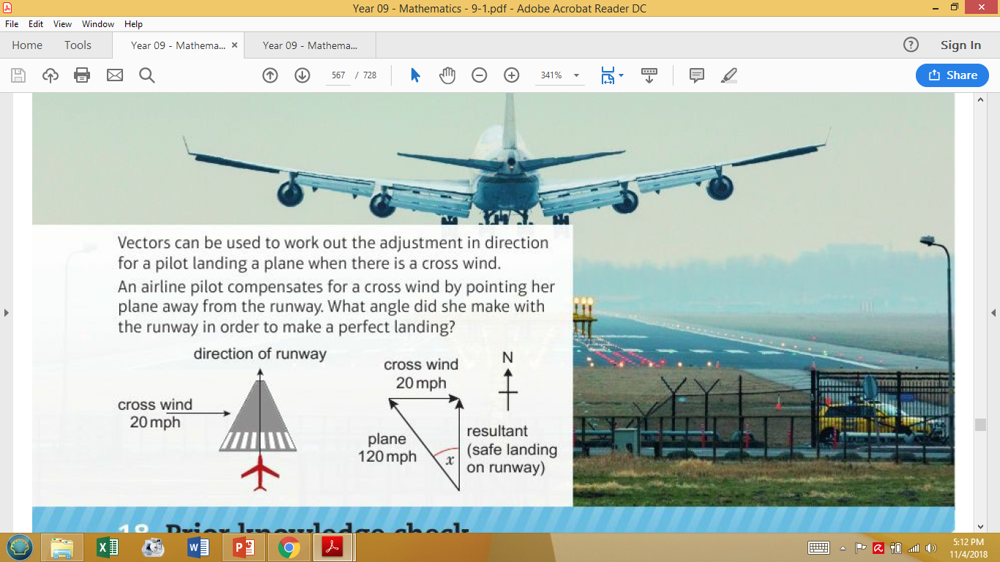 Year 09 - Mathematics - 9-1.pdf - Adobe Acrobat Reader DC
File Edit View Window Help
Home Tools Year 09 - Mathema... × Year 09 - Mathema... ? Sign In
567 / 728 341% Share
Vectors can be used to work out the adjustment in direction
for a pilot landing a plane when there is a cross wind.
An airline pilot compensates for a cross wind by pointing her
plane away from the runway. What angle did she make with
the runway in order to make a perfect landing?
direction of runway
cross wind
20 mph
cross wind
20 mph
N
plane
120 mph
x
resultant
(safe landing
on runway)
18 Prior knowledge check
5:12 PM
11/4/2018